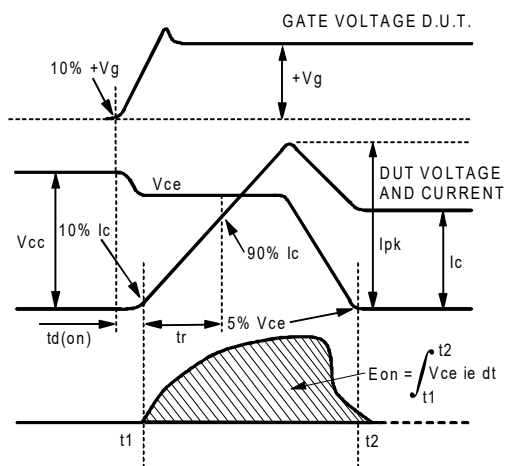 GATE VOLTAGE D.U.T.
10% +Vg
+Vg
Vce
DUT VOLTAGE
AND CURRENT
10% Ic
Vcc
90% Ic
Ipk
Ic
td(on)
tr
5% Vce
t2
Eon = ∫ Vce ie dt
t1
t1
t2